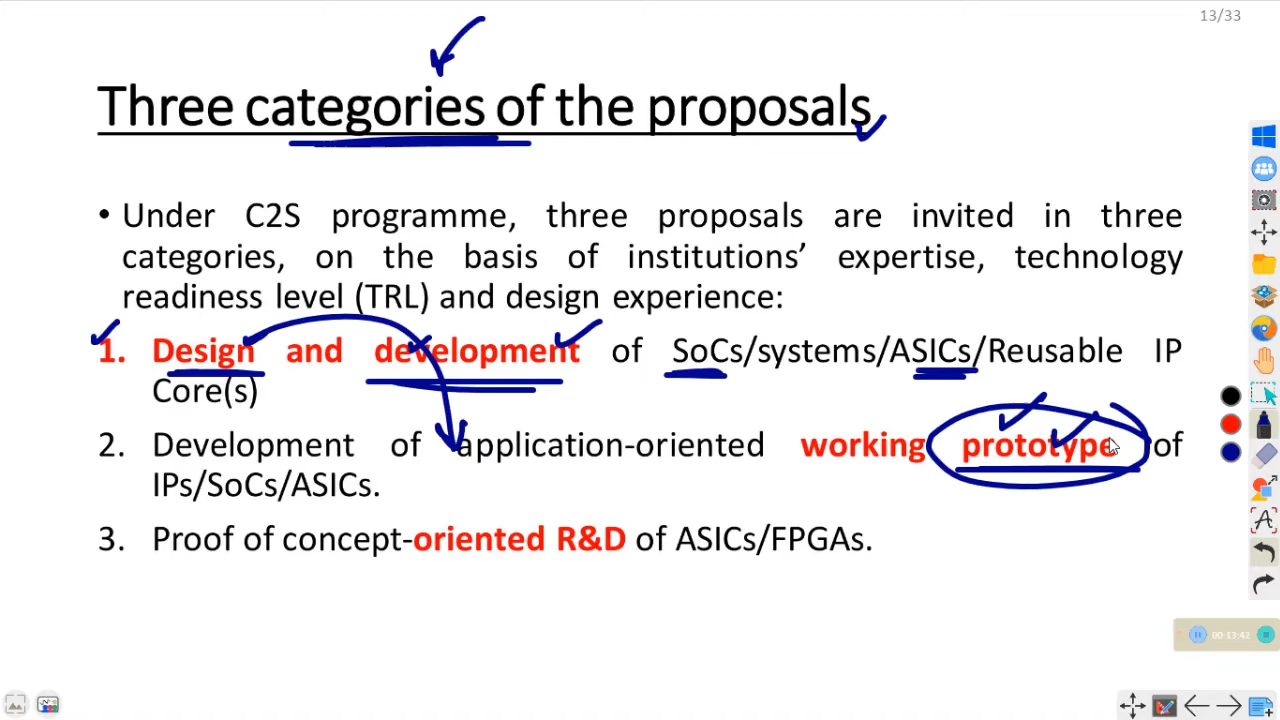 13/33
Three categories of the proposals
• Under C2S programme, three proposals are invited in three
categories, on the basis of institutions’ expertise, technology
readiness level (TRL) and design experience:
1. Design and development of SoCs/systems/ASICs/Reusable IP
Core(s)
2. Development of application-oriented working prototype of
IPs/SoCs/ASICs.
3. Proof of concept-oriented R&D of ASICs/FPGAs.
00:13:42